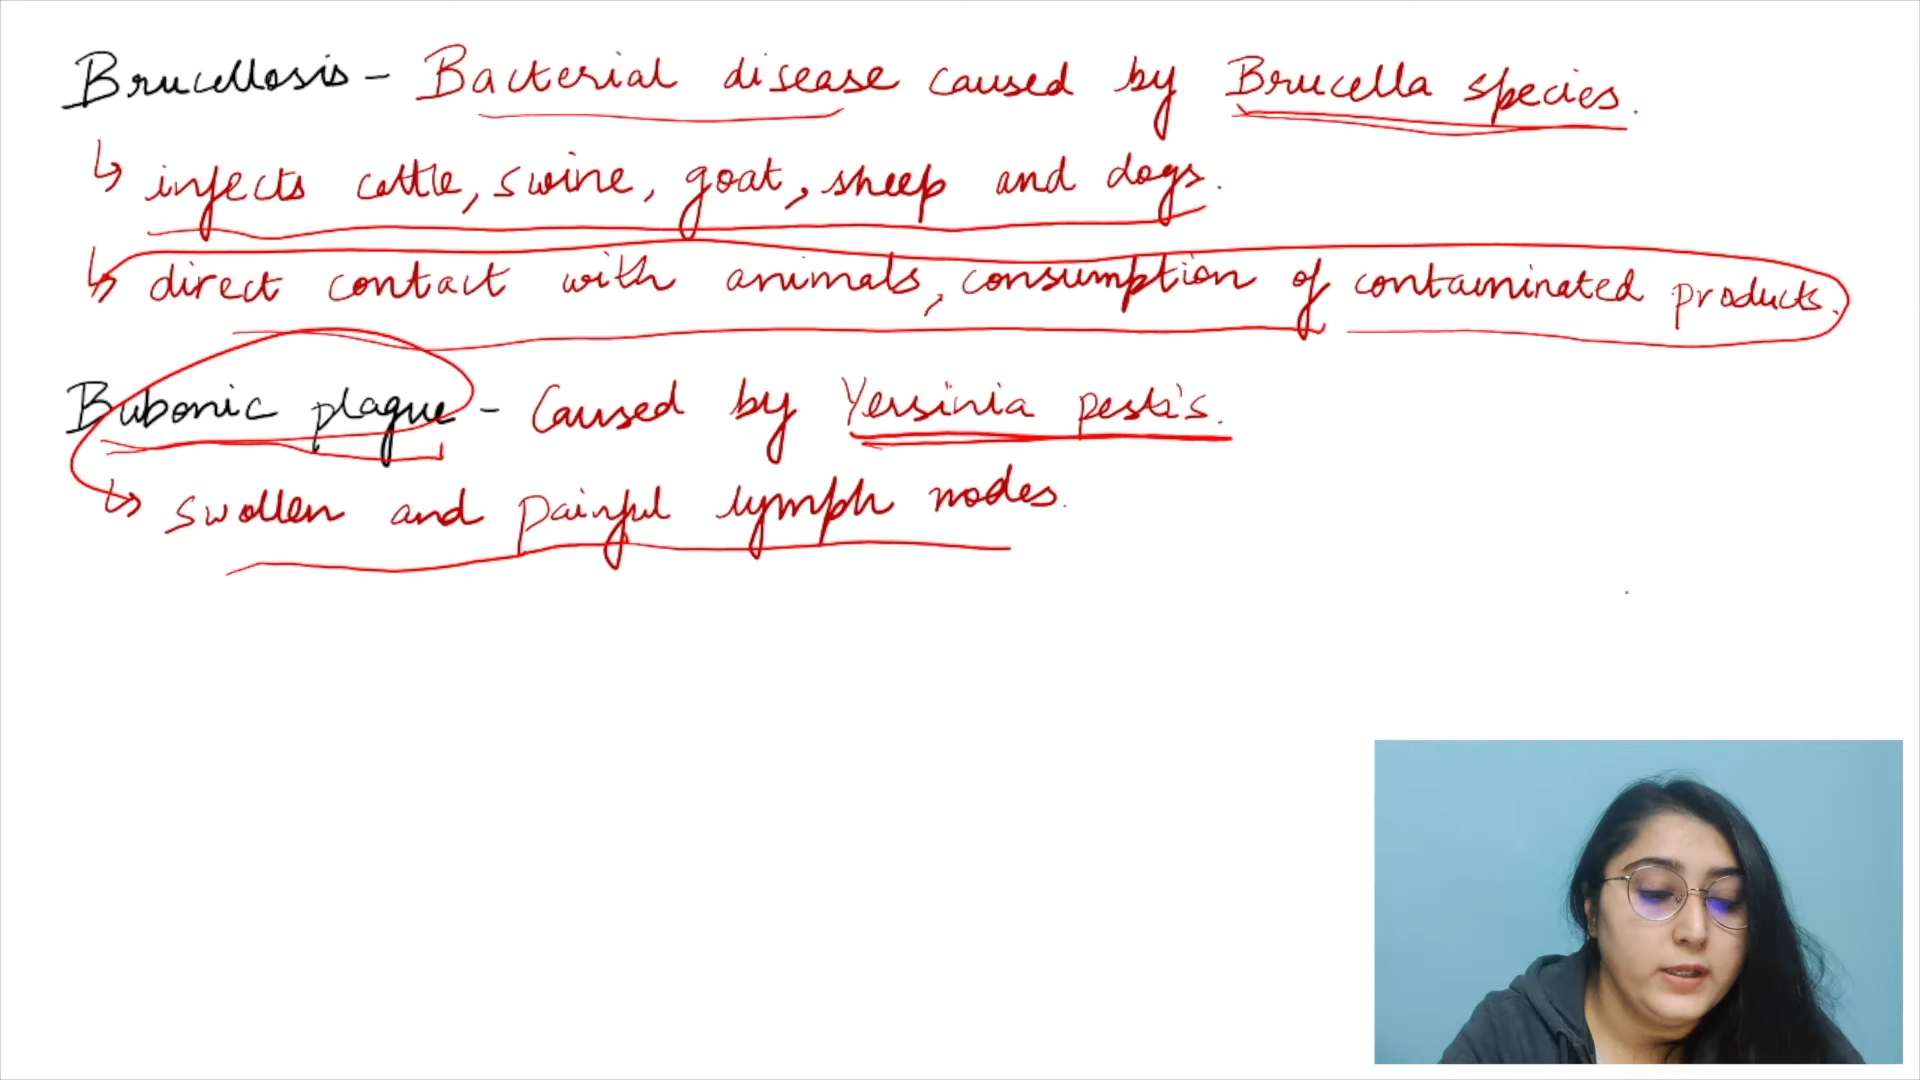 Brucellosis - Bacterial disease caused by Brucella species.
↳ infects cattle, swine, goat, sheep and dogs.
↳ direct contact with animals, consumption of contaminated products.
Bubonic plague - Caused by Yersinia pestis.
↳ swollen and painful lymph nodes.